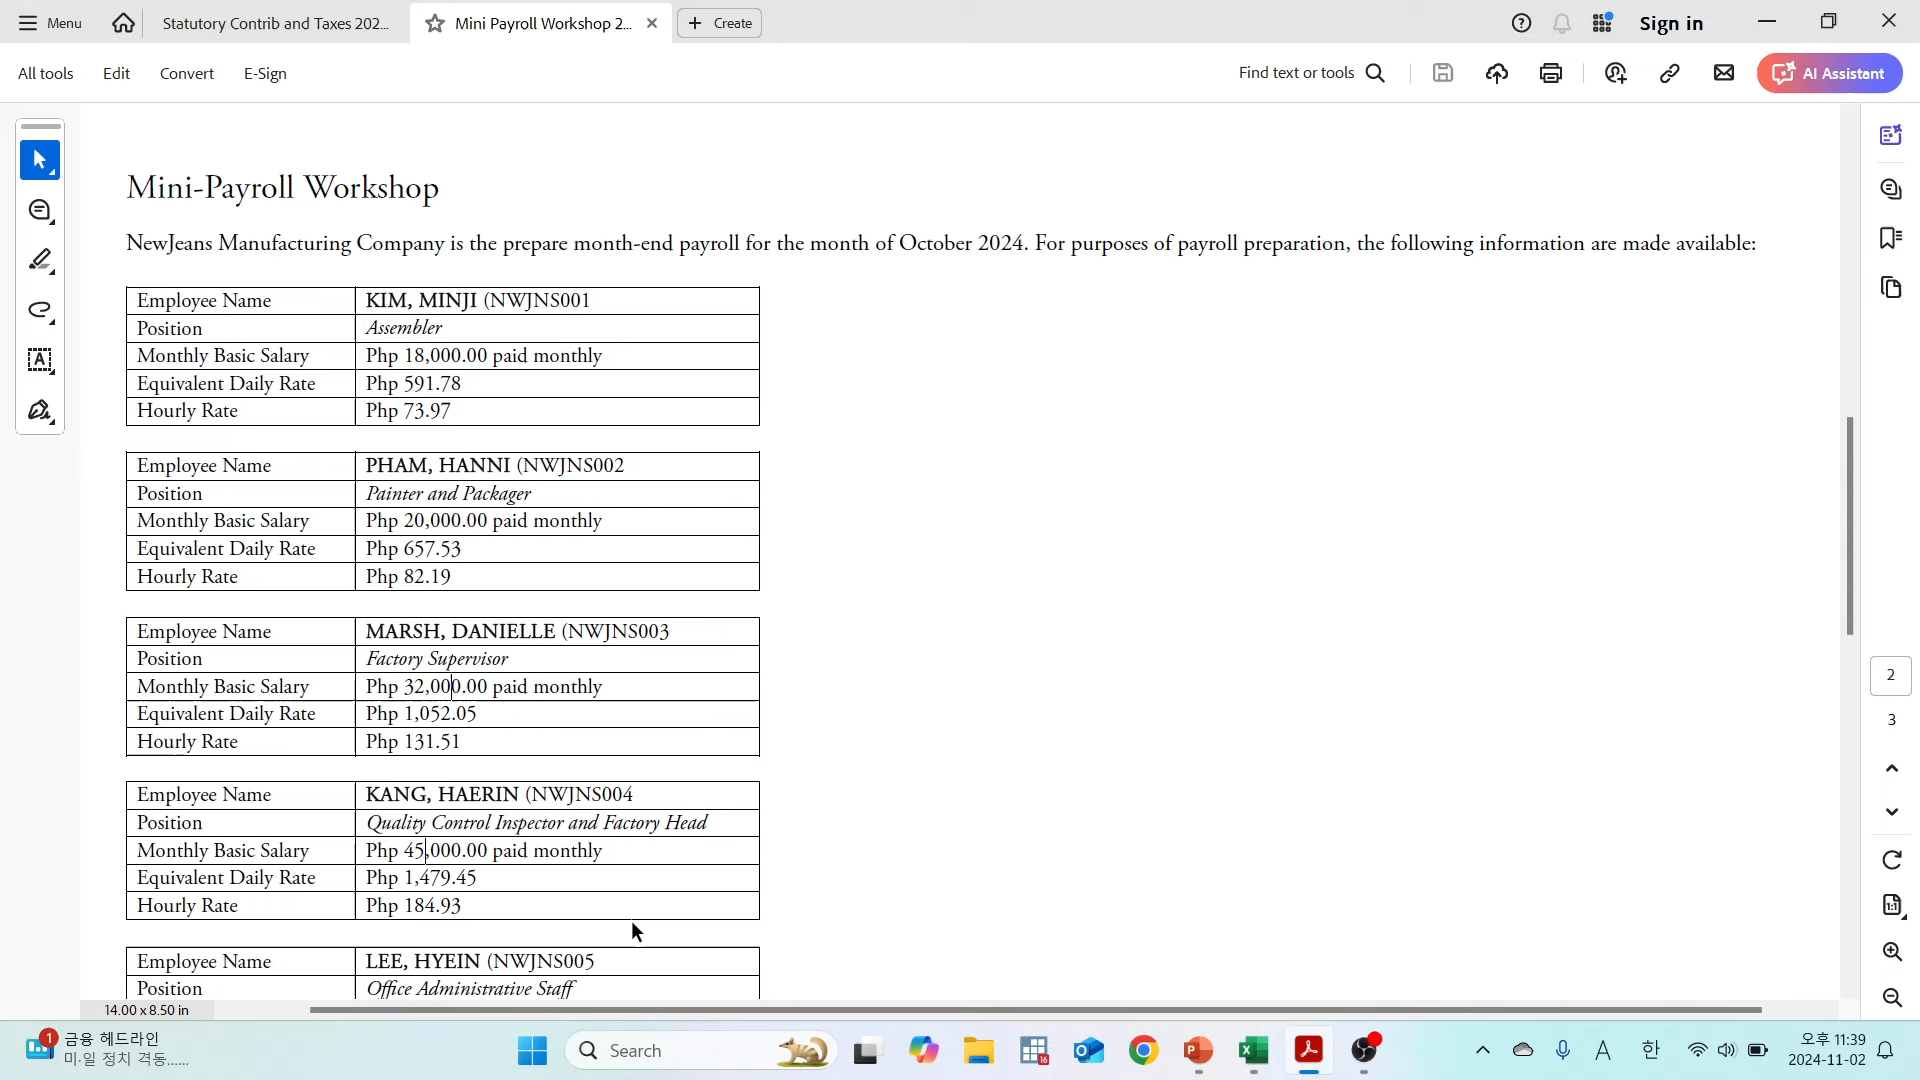 Menu
Statutory Contrib and Taxes 202...
Mini Payroll Workshop 2...
Create
Sign in
All tools
Edit
Convert
E-Sign
Find text or tools
AI Assistant
Mini-Payroll Workshop
NewJeans Manufacturing Company is the prepare month-end payroll for the month of October 2024. For purposes of payroll preparation, the following information are made available:
Employee Name KIM, MINJI (NWJNS001
Position Assembler
Monthly Basic Salary Php 18,000.00 paid monthly
Equivalent Daily Rate Php 591.78
Hourly Rate Php 73.97
Employee Name PHAM, HANNI (NWJNS002
Position Painter and Packager
Monthly Basic Salary Php 20,000.00 paid monthly
Equivalent Daily Rate Php 657.53
Hourly Rate Php 82.19
Employee Name MARSH, DANIELLE (NWJNS003
Position Factory Supervisor
Monthly Basic Salary Php 32,000.00 paid monthly
Equivalent Daily Rate Php 1,052.05
Hourly Rate Php 131.51
Employee Name KANG, HAERIN (NWJNS004
Position Quality Control Inspector and Factory Head
Monthly Basic Salary Php 45,000.00 paid monthly
Equivalent Daily Rate Php 1,479.45
Hourly Rate Php 184.93
Employee Name LEE, HYEIN (NWJNS005
Position Office Administrative Staff
2
3
14.00 x 8.50 in
1
금융 헤드라인
미·일 정치 격동......
Search
16
A
한
오후 11:39
2024-11-02